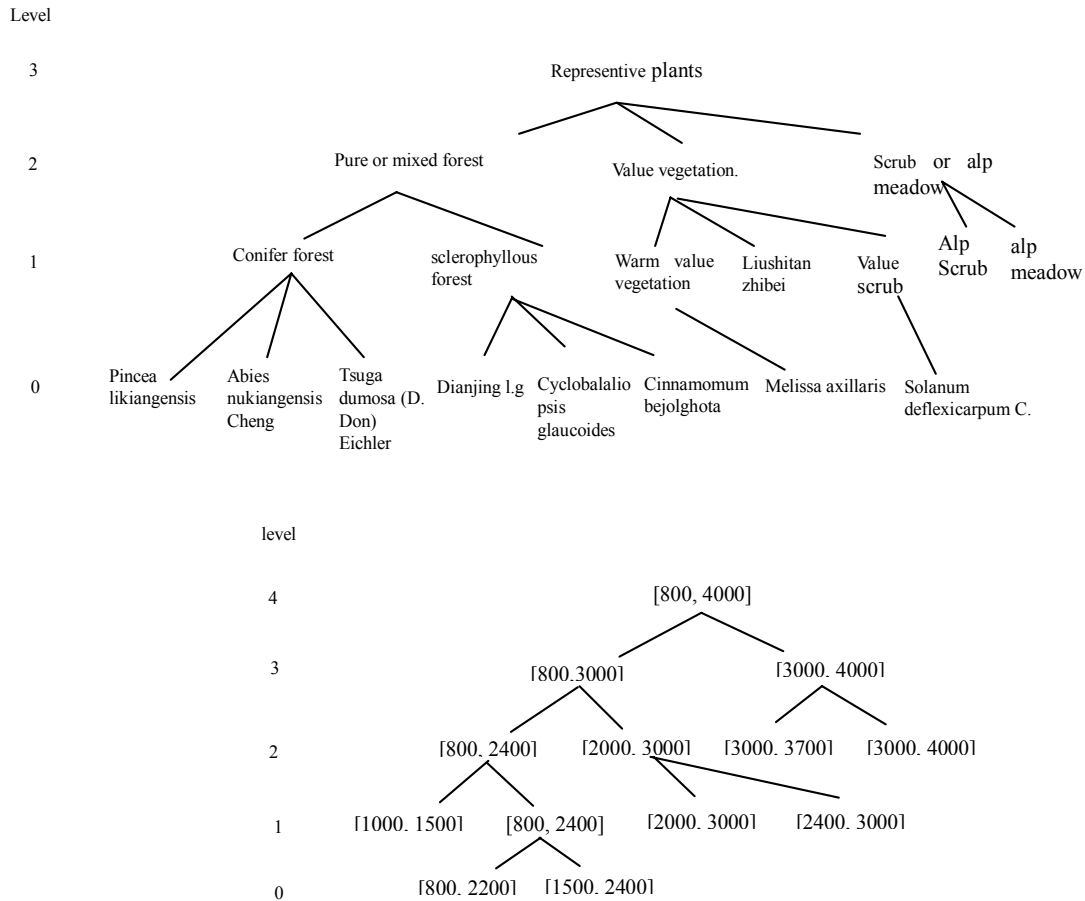 Level
3
Representive plants
2
Pure or mixed forest
Value vegetation.
Scrub or alp
meadow
1
Conifer forest
sclerophyllous
forest
Warm value
vegetation
Liushitan
zhibei
Value
scrub
Alp
Scrub
alp
meadow
0
Pincea
likiangensis
Abies
nukiangensis
Cheng
Tsuga
dumosa (D.
Don)
Eichler
Dianjing l.g
Cyclobalalio
psis
glaucoides
Cinnamomum
bejolghota
Melissa axillaris
Solanum
deflexicarpum C.
level
4
[800, 4000]
3
[800,3000]
[3000, 4000]
2
[800, 2400]
[2000, 3000]
[3000, 3700]
[3000, 4000]
1
[1000, 1500]
[800, 2400]
[2000, 3000]
[2400, 3000]
0
[800, 2200]
[1500, 2400]